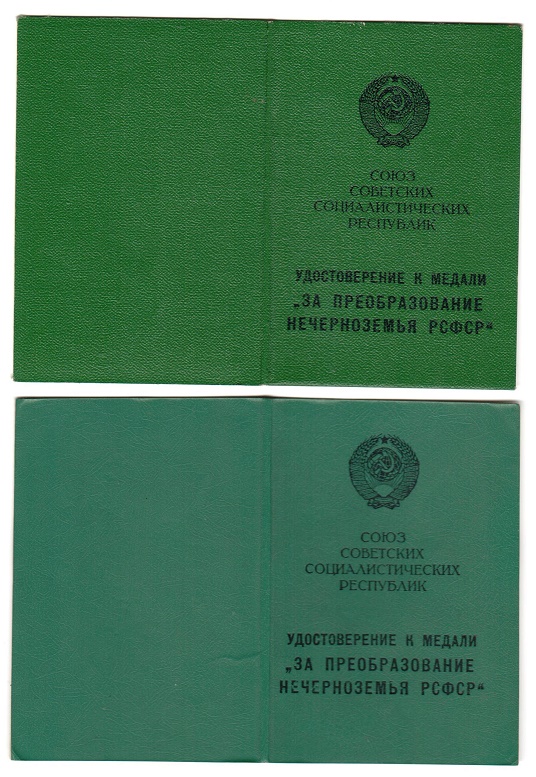 СОЮЗ
СОВЕТСКИХ
СОЦИАЛИСТИЧЕСКИХ
РЕСПУБЛИК
УДОСТОВЕРЕНИЕ К МЕДАЛИ
„ЗА ПРЕОБРАЗОВАНИЕ
НЕЧЕРНОЗЕМЬЯ РСФСР“
СОЮЗ
СОВЕТСКИХ
СОЦИАЛИСТИЧЕСКИХ
РЕСПУБЛИК
УДОСТОВЕРЕНИЕ К МЕДАЛИ
„ЗА ПРЕОБРАЗОВАНИЕ
НЕЧЕРНОЗЕМЬЯ РСФСР“